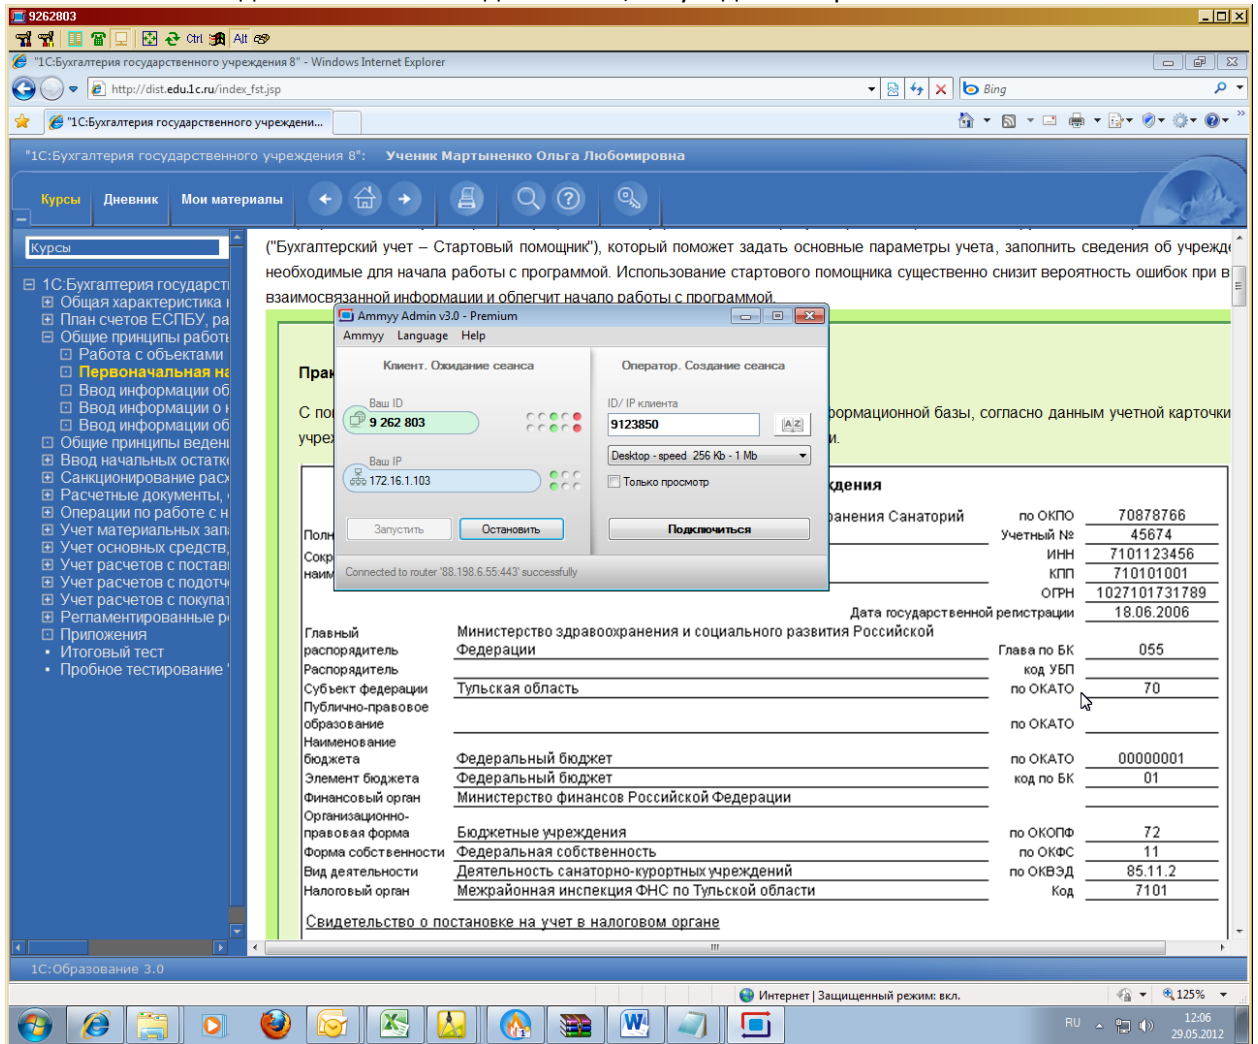 9262803
Ctrl Alt
"1С:Бухгалтерия государственного учреждения 8" - Windows Internet Explorer
http://dist.edu.1c.ru/index_fst.jsp
Bing
"1С:Бухгалтерия государственного учреждени...
"1С:Бухгалтерия государственного учреждения 8": Ученик Мартыненко Ольга Любомировна
Курсы Дневник Мои материалы
Курсы
1С:Бухгалтерия государст
Общая характеристика
План счетов ЕСПБУ, ра
Общие принципы работы
Работа с объектами
Первоначальная на
Ввод информации об
Ввод информации о
Ввод информации об
Общие принципы веден
Ввод начальных остатк
Санкционирование расх
Расчетные документы,
Операции по работе с н
Учет материальных зап
Учет основных средств,
Учет расчетов с постав
Учет расчетов с подотч
Учет расчетов с покупат
Регламентированные р
Приложения
Итоговый тест
Пробное тестирование
("Бухгалтерский учет – Стартовый помощник"), который поможет задать основные параметры учета, заполнить сведения об учрежд
необходимые для начала работы с программой. Использование стартового помощника существенно снизит вероятность ошибок при в
взаимосвязанной информации и облегчит начало работы с программой.
Прак
С по
формационной базы, согласно данным учетной карточки
учреж
и.
Ammyy Admin v3.0 - Premium
Ammyy Language Help
Клиент. Ожидание сеанса
Ваш ID
9 262 803
Ваш IP
172.16.1.103
Запустить Остановить
Оператор. Создание сеанса
ID/ IP клиента
9123850
Desktop - speed 256 Kb - 1 Mb
Только просмотр
Подключиться
Connected to router '88.198.6.55:443' successfully
ждения
Полн
ранения Санаторий по ОКПО 70878766
Учетный № 45674
Сокр
наим
ИНН 7101123456
КПП 710101001
ОГРН 1027101731789
Дата государственной регистрации 18.06.2006
Главный распорядитель Министерство здравоохранения и социального развития Российской
Федерации Глава по БК 055
Распорядитель код УБП
Субъект федерации Тульская область по ОКАТО 70
Публично-правовое
образование по ОКАТО
Наименование
бюджета Федеральный бюджет по ОКАТО 00000001
Элемент бюджета Федеральный бюджет код по БК 01
Финансовый орган Министерство финансов Российской Федерации
Организационно-
правовая форма Бюджетные учреждения по ОКОПФ 72
Форма собственности Федеральная собственность по ОКФС 11
Вид деятельности Деятельность санаторно-курортных учреждений по ОКВЭД 85.11.2
Налоговый орган Межрайонная инспекция ФНС по Тульской области Код 7101
Свидетельство о постановке на учет в налоговом органе
1С:Образование 3.0
Интернет | Защищенный режим: вкл.
125%
RU
12:06
29.05.2012